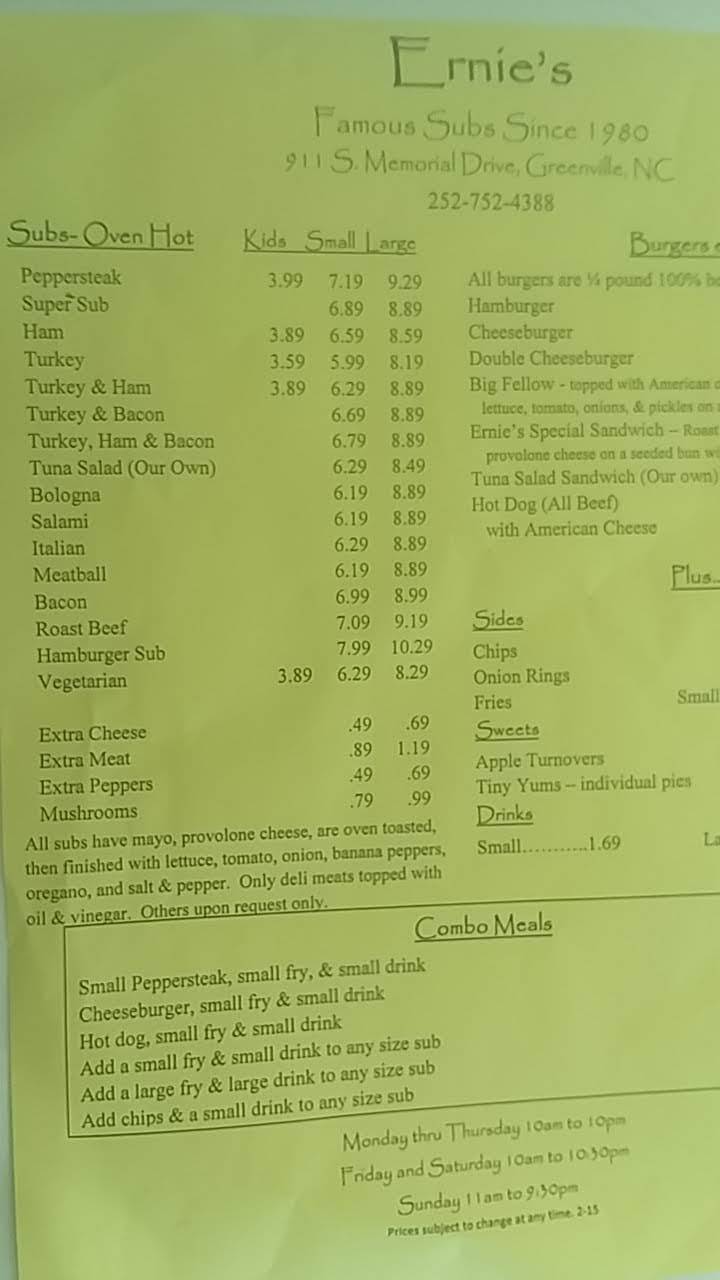 Ernie's
Famous Subs Since 1980
911 S. Memorial Drive, Greenville, NC
252-752-4388
Subs- Oven Hot Kids Small Large
Peppersteak 3.99 7.19 9.29
Super Sub 6.89 8.89
Ham 3.89 6.59 8.59
Turkey 3.59 5.99 8.19
Turkey & Ham 3.89 6.29 8.89
Turkey & Bacon 6.69 8.89
Turkey, Ham & Bacon 6.79 8.89
Tuna Salad (Our Own) 6.29 8.49
Bologna 6.19 8.89
Salami 6.19 8.89
Italian 6.29 8.89
Meatball 6.19 8.89
Bacon 6.99 8.99
Roast Beef 7.09 9.19
Hamburger Sub 7.99 10.29
Vegetarian 3.89 6.29 8.29
Extra Cheese .49 .69
Extra Meat .89 1.19
Extra Peppers .49 .69
Mushrooms .79 .99
All subs have mayo, provolone cheese, are oven toasted,
then finished with lettuce, tomato, onion, banana peppers,
oregano, and salt & pepper. Only deli meats topped with
oil & vinegar. Others upon request only.
Burgers
All burgers are ¼ pound 100%
Hamburger
Cheeseburger
Double Cheeseburger
Big Fellow - topped with American
lettuce, tomato, onions, & pickles on
Ernie's Special Sandwich – Roast
provolone cheese on a seeded bun
Tuna Salad Sandwich (Our own)
Hot Dog (All Beef)
with American Cheese
Plus..
Sides
Chips
Onion Rings
Fries Small
Sweets
Apple Turnovers
Tiny Yums – individual pies
Drinks
Small..........1.69
Combo Meals
Small Peppersteak, small fry, & small drink
Cheeseburger, small fry & small drink
Hot dog, small fry & small drink
Add a small fry & small drink to any size sub
Add a large fry & large drink to any size sub
Add chips & a small drink to any size sub
Monday thru Thursday 10am to 10pm
Friday and Saturday 10am to 10:30pm
Sunday 11am to 9:30pm
Prices subject to change at any time. 2-15